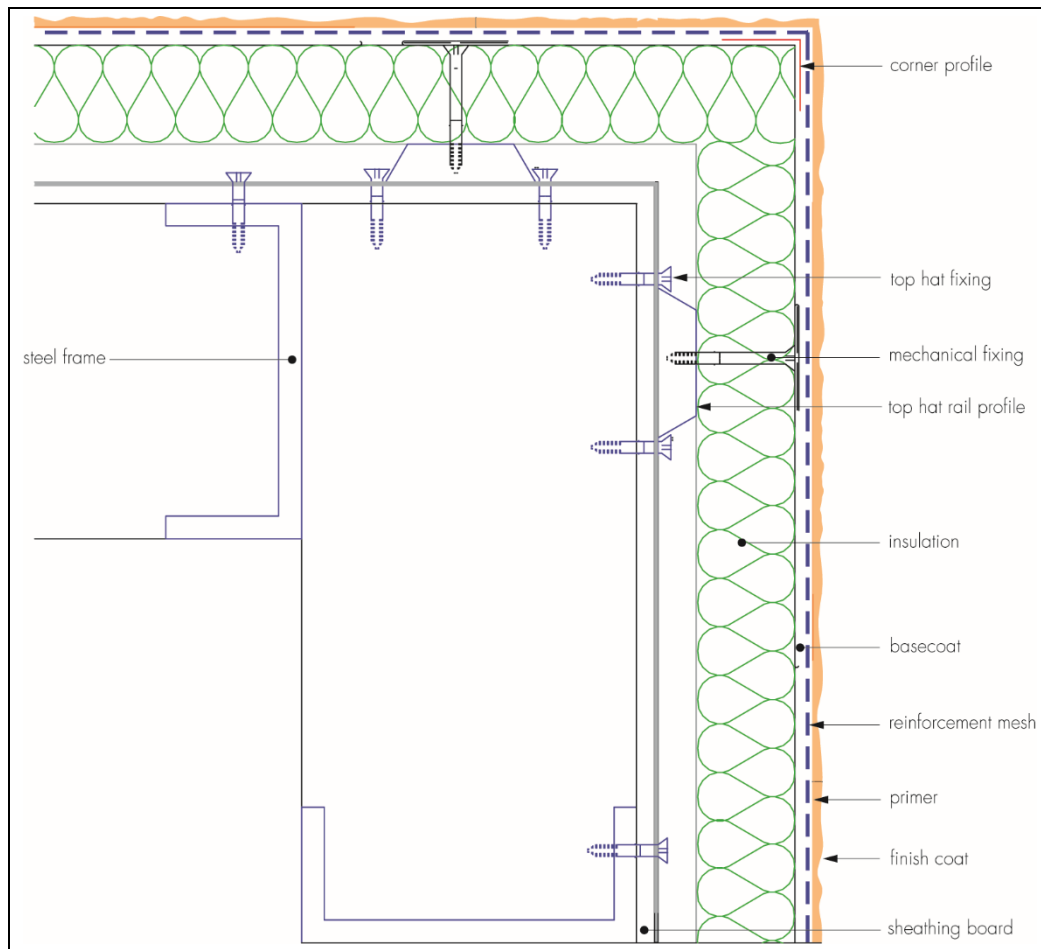 corner profile
top hat fixing
steel frame
mechanical fixing
top hat rail profile
insulation
basecoat
reinforcement mesh
primer
finish coat
sheathing board